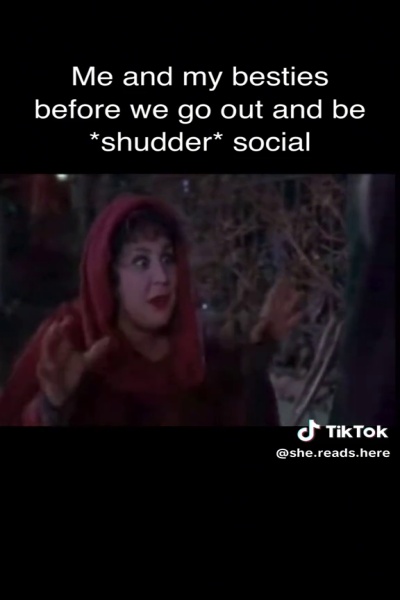 Me and my besties
before we go out and be
*shudder* social
TikTok
@she.reads.here